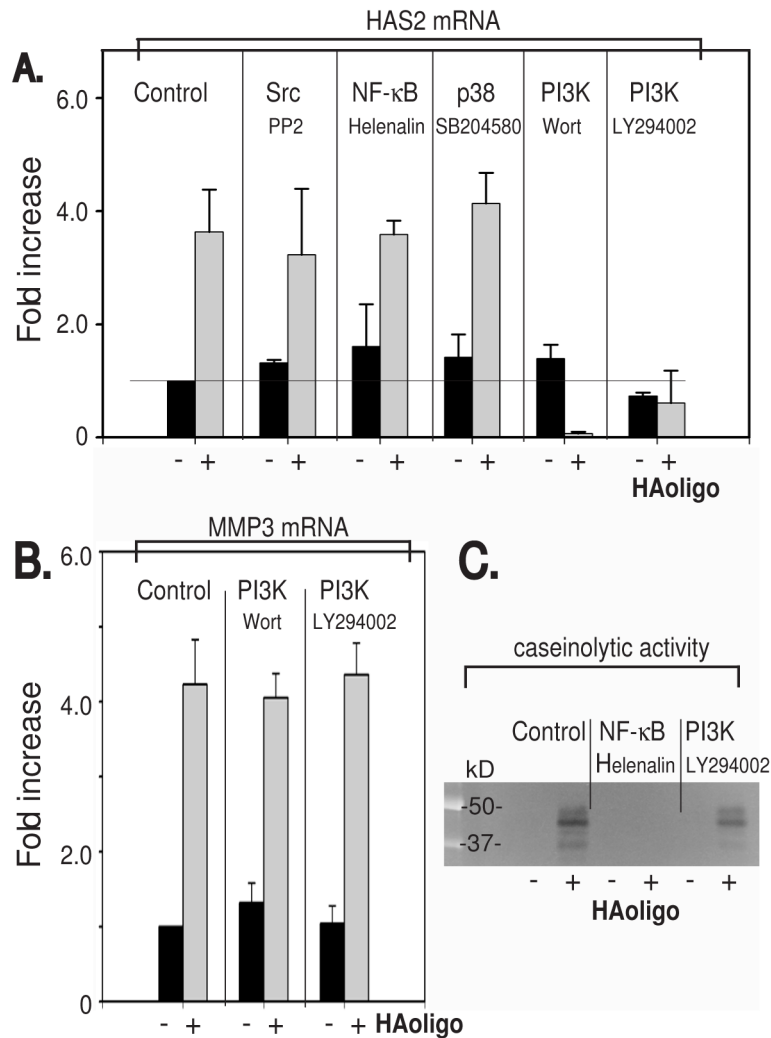 HAS2 mRNA
A.
6.0
4.0
2.0
0
Fold increase
Control Src NF-κB p38 PI3K PI3K
PP2 Helenalin SB204580 Wort LY294002
- + - + - + - + - + - +
HAoligo
MMP3 mRNA
B.
6.0
4.0
2.0
0
Fold increase
Control PI3K PI3K
Wort LY294002
- + - + - + HAoligo
C.
caseinolytic activity
Control NF-κB PI3K
kD Helenalin LY294002
-50-
-37-
- + - + - +
HAoligo